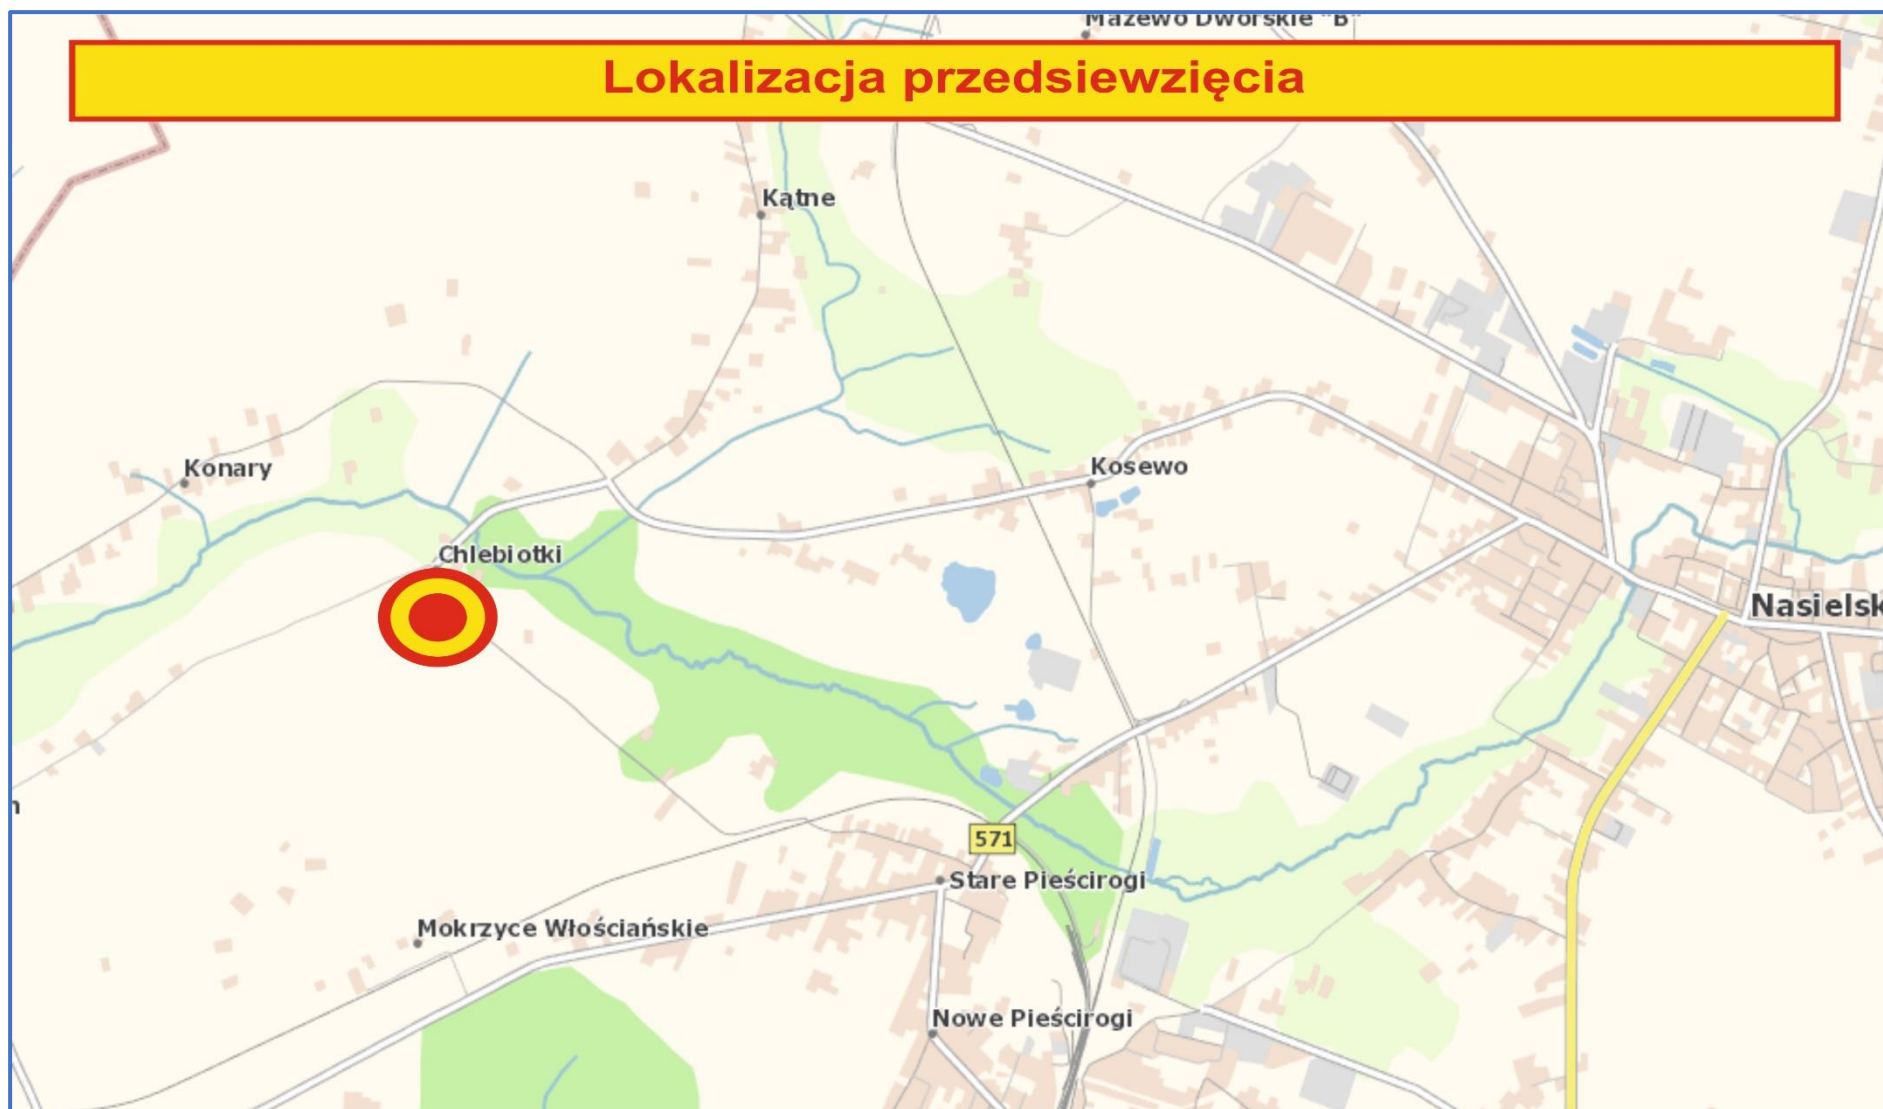 Mazewo Dworskie "B"
Lokalizacja przedsiewzięcia
Kątne
Konary
Kosewo
Chlebiotki
Nasielsk
571
Stare Pieścirogi
Mokrzyce Włościańskie
Nowe Pieścirogi